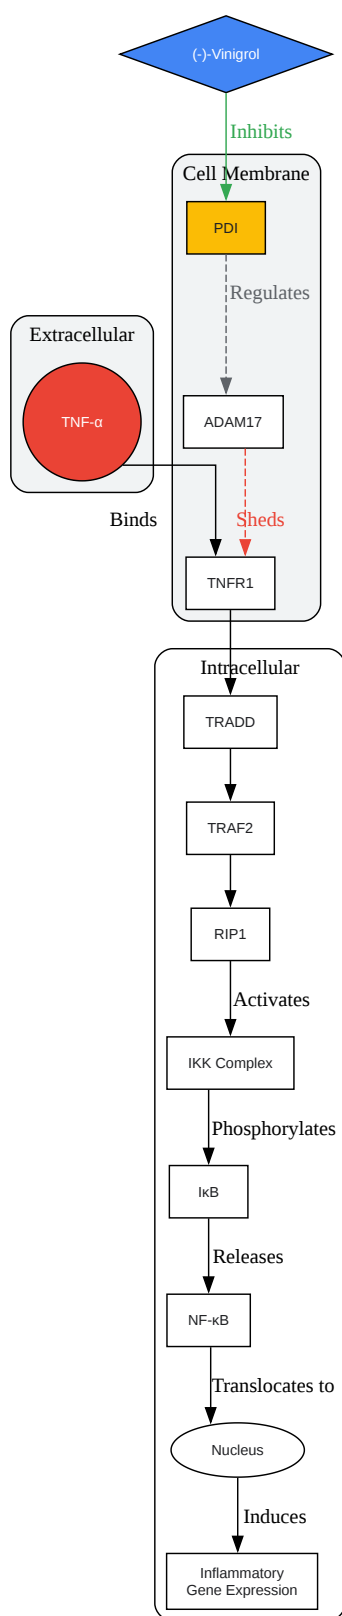 (-)-Vinigrol
Inhibits
Cell Membrane
PDI
Regulates
Extracellular
TNF-α
ADAM17
Binds
Sheds
TNFR1
Intracellular
TRADD
TRAF2
RIP1
Activates
IKK Complex
Phosphorylates
IκB
Releases
NF-κB
Translocates to
Nucleus
Induces
Inflammatory
Gene Expression